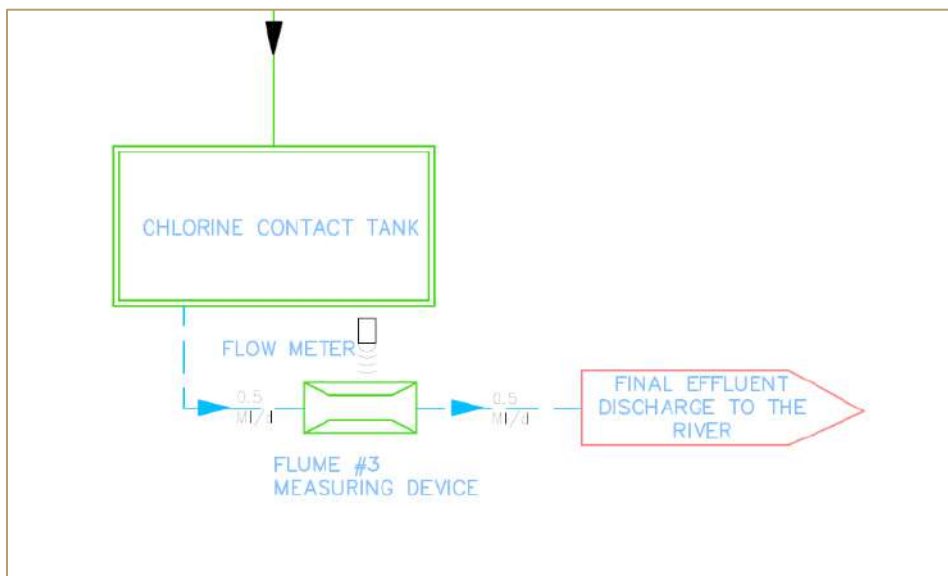 CHLORINE CONTACT TANK
FLOW METER
0.5
Ml/d
0.5
Ml/d
FINAL EFFLUENT
DISCHARGE TO THE
RIVER
FLUME #3
MEASURING DEVICE